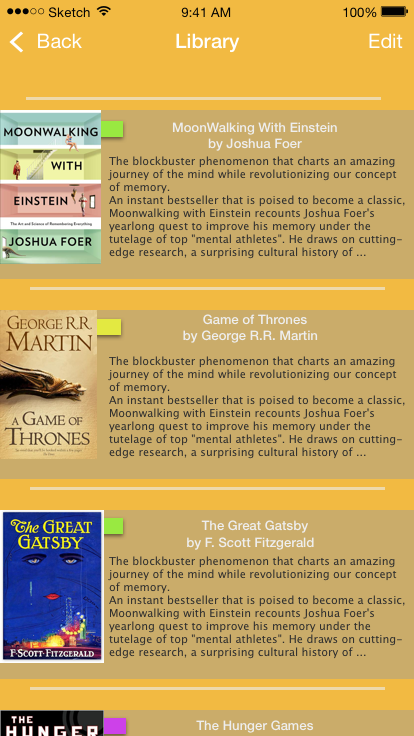 Sketch 9:41 AM 100%
Back Library Edit
MOONWALKING
WITH
EINSTEIN
The Art and Science of Remembering Everything
JOSHUA FOER
MoonWalking With Einstein
by Joshua Foer
The blockbuster phenomenon that charts an amazing
journey of the mind while revolutionizing our concept
of memory.
An instant bestseller that is poised to become a classic,
Moonwalking with Einstein recounts Joshua Foer's
yearlong quest to improve his memory under the
tutelage of top "mental athletes". He draws on cutting-
edge research, a surprising cultural history of ...
GEORGE R.R.
MARTIN
A GAME OF
THRONES
Game of Thrones
by George R.R. Martin
The blockbuster phenomenon that charts an amazing
journey of the mind while revolutionizing our concept
of memory.
An instant bestseller that is poised to become a classic,
Moonwalking with Einstein recounts Joshua Foer's
yearlong quest to improve his memory under the
tutelage of top "mental athletes". He draws on cutting-
edge research, a surprising cultural history of ...
The GREAT
GATSBY
F·SCOTT·FITZGERALD
The Great Gatsby
by F. Scott Fitzgerald
The blockbuster phenomenon that charts an amazing
journey of the mind while revolutionizing our concept
of memory.
An instant bestseller that is poised to become a classic,
Moonwalking with Einstein recounts Joshua Foer's
yearlong quest to improve his memory under the
tutelage of top "mental athletes". He draws on cutting-
edge research, a surprising cultural history of ...
THE
HUNGER
The Hunger Games